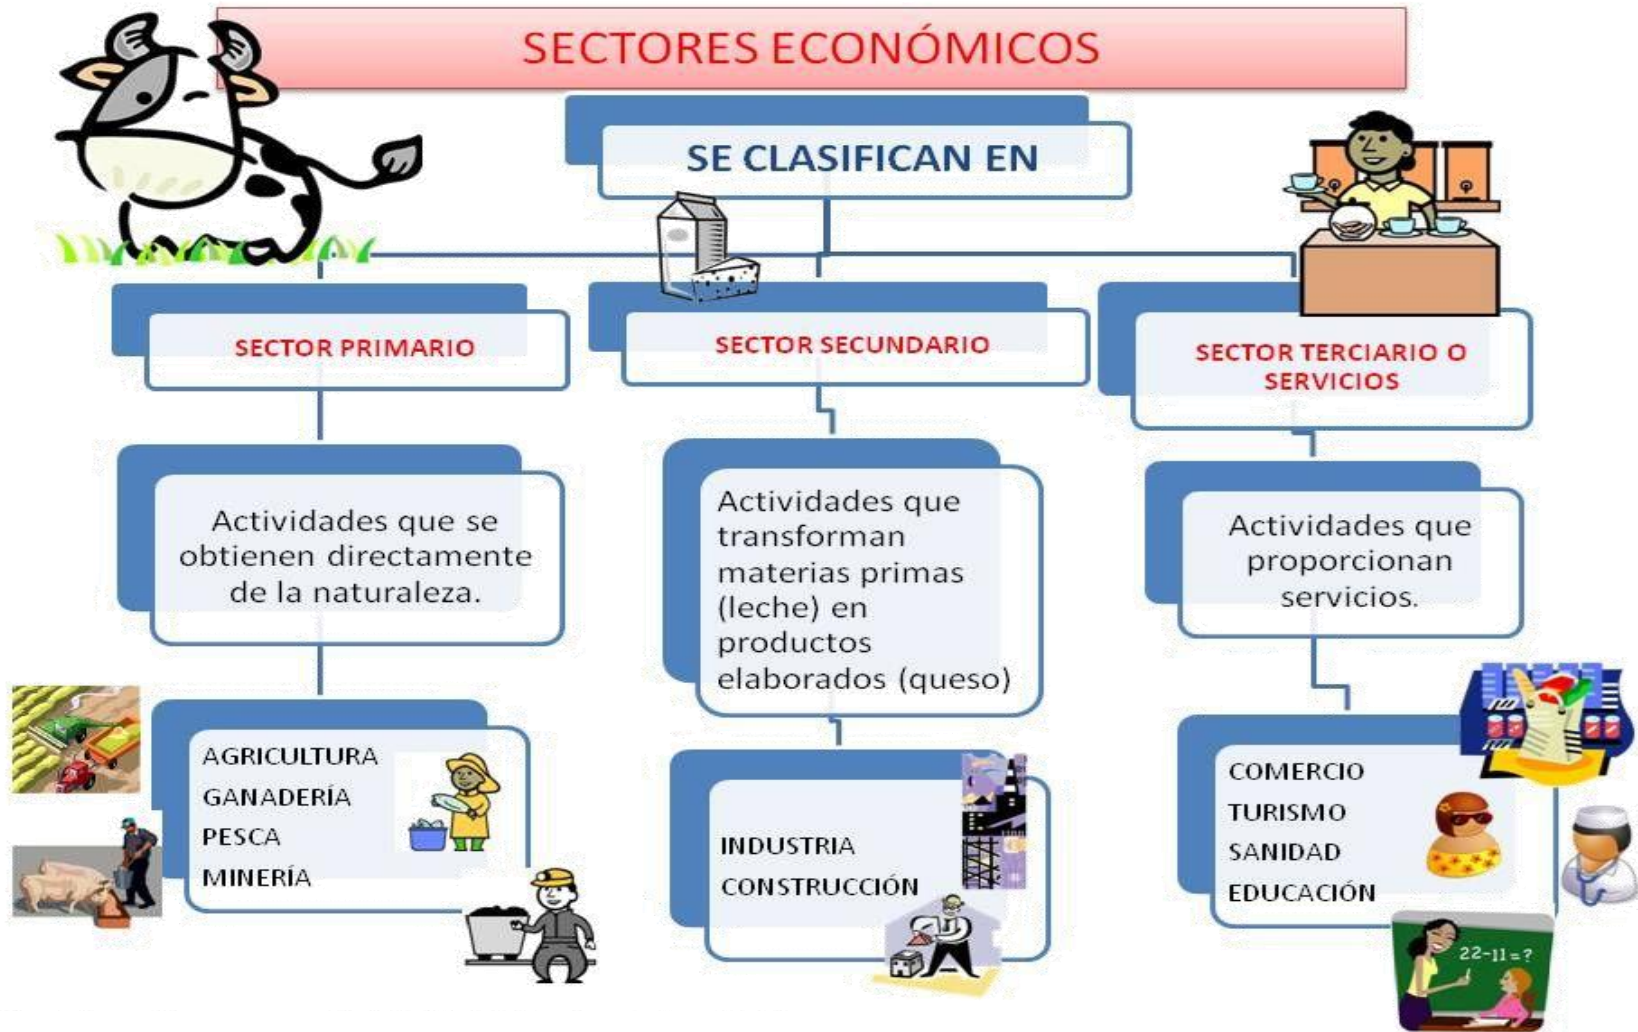 SECTORES ECONÓMICOS
SE CLASIFICAN EN
SECTOR PRIMARIO
Actividades que se
obtienen directamente
de la naturaleza.
AGRICULTURA
GANADERÍA
PESCA
MINERÍA
SECTOR SECUNDARIO
Actividades que
transforman
materias primas
(leche) en
productos
elaborados (queso)
INDUSTRIA
CONSTRUCCIÓN
SECTOR TERCIARIO O
SERVICIOS
Actividades que
proporcionan
servicios.
COMERCIO
TURISMO
SANIDAD
EDUCACIÓN
22-11=?